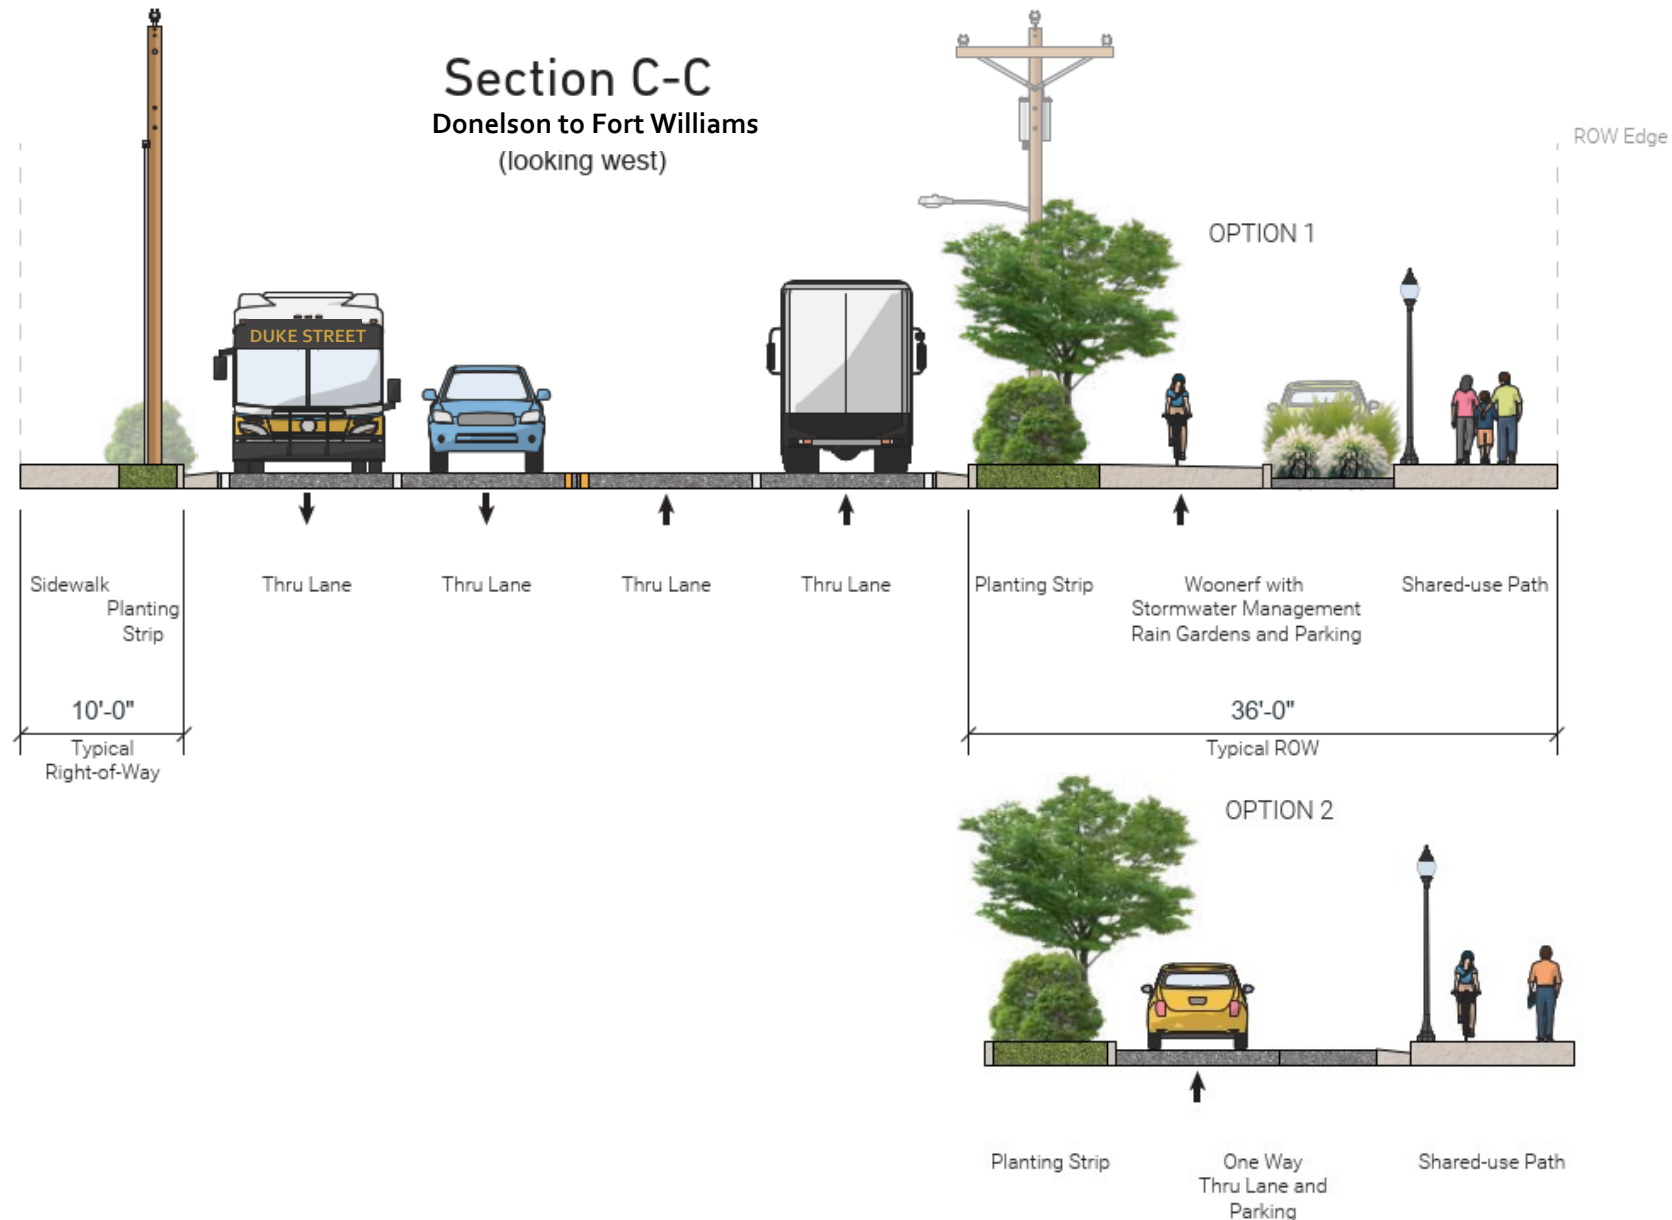 Section C-C
Donelson to Fort Williams
(looking west)
ROW Edge
OPTION 1
DUKE STREET
Sidewalk
Planting
Strip
Thru Lane
Thru Lane
Thru Lane
Thru Lane
Planting Strip
Woonerf with
Stormwater Management
Rain Gardens and Parking
Shared-use Path
10'-0"
Typical
Right-of-Way
36'-0"
Typical ROW
OPTION 2
Planting Strip
One Way
Thru Lane and
Parking
Shared-use Path